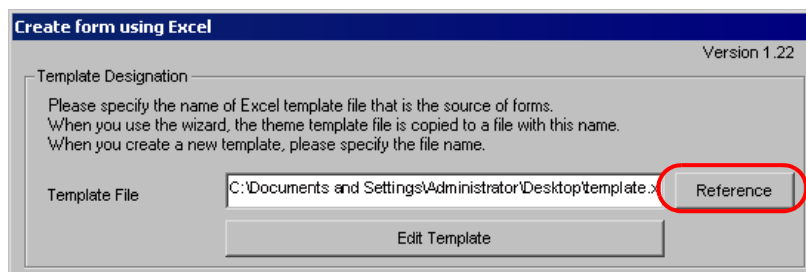 Create form using Excel
Version 1.22
Template Designation
Please specify the name of Excel template file that is the source of forms.
When you use the wizard, the theme template file is copied to a file with this name.
When you create a new template, please specify the file name.
Template File C:\Documents and Settings\Administrator\Desktop\template.x Reference
Edit Template